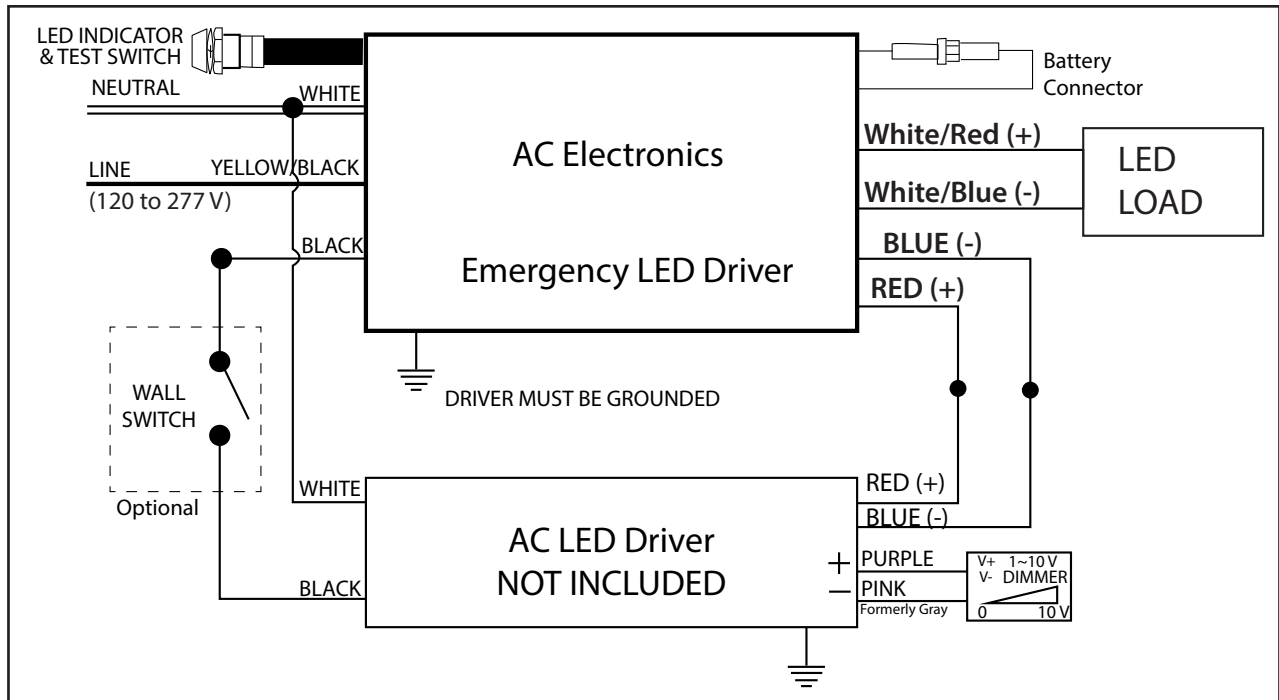 LED INDICATOR
& TEST SWITCH
NEUTRAL
WHITE
LINE
YELLOW/BLACK
(120 to 277 V)
BLACK
AC Electronics
Emergency LED Driver
Battery
Connector
White/Red (+)
White/Blue (-)
LED
LOAD
BLUE (-)
RED (+)
DRIVER MUST BE GROUNDED
WALL
SWITCH
Optional
WHITE
BLACK
AC LED Driver
NOT INCLUDED
RED (+)
BLUE (-)
+ PURPLE
– PINK
Formerly Gray
V+ 1~10 V
V- DIMMER
0 10 V